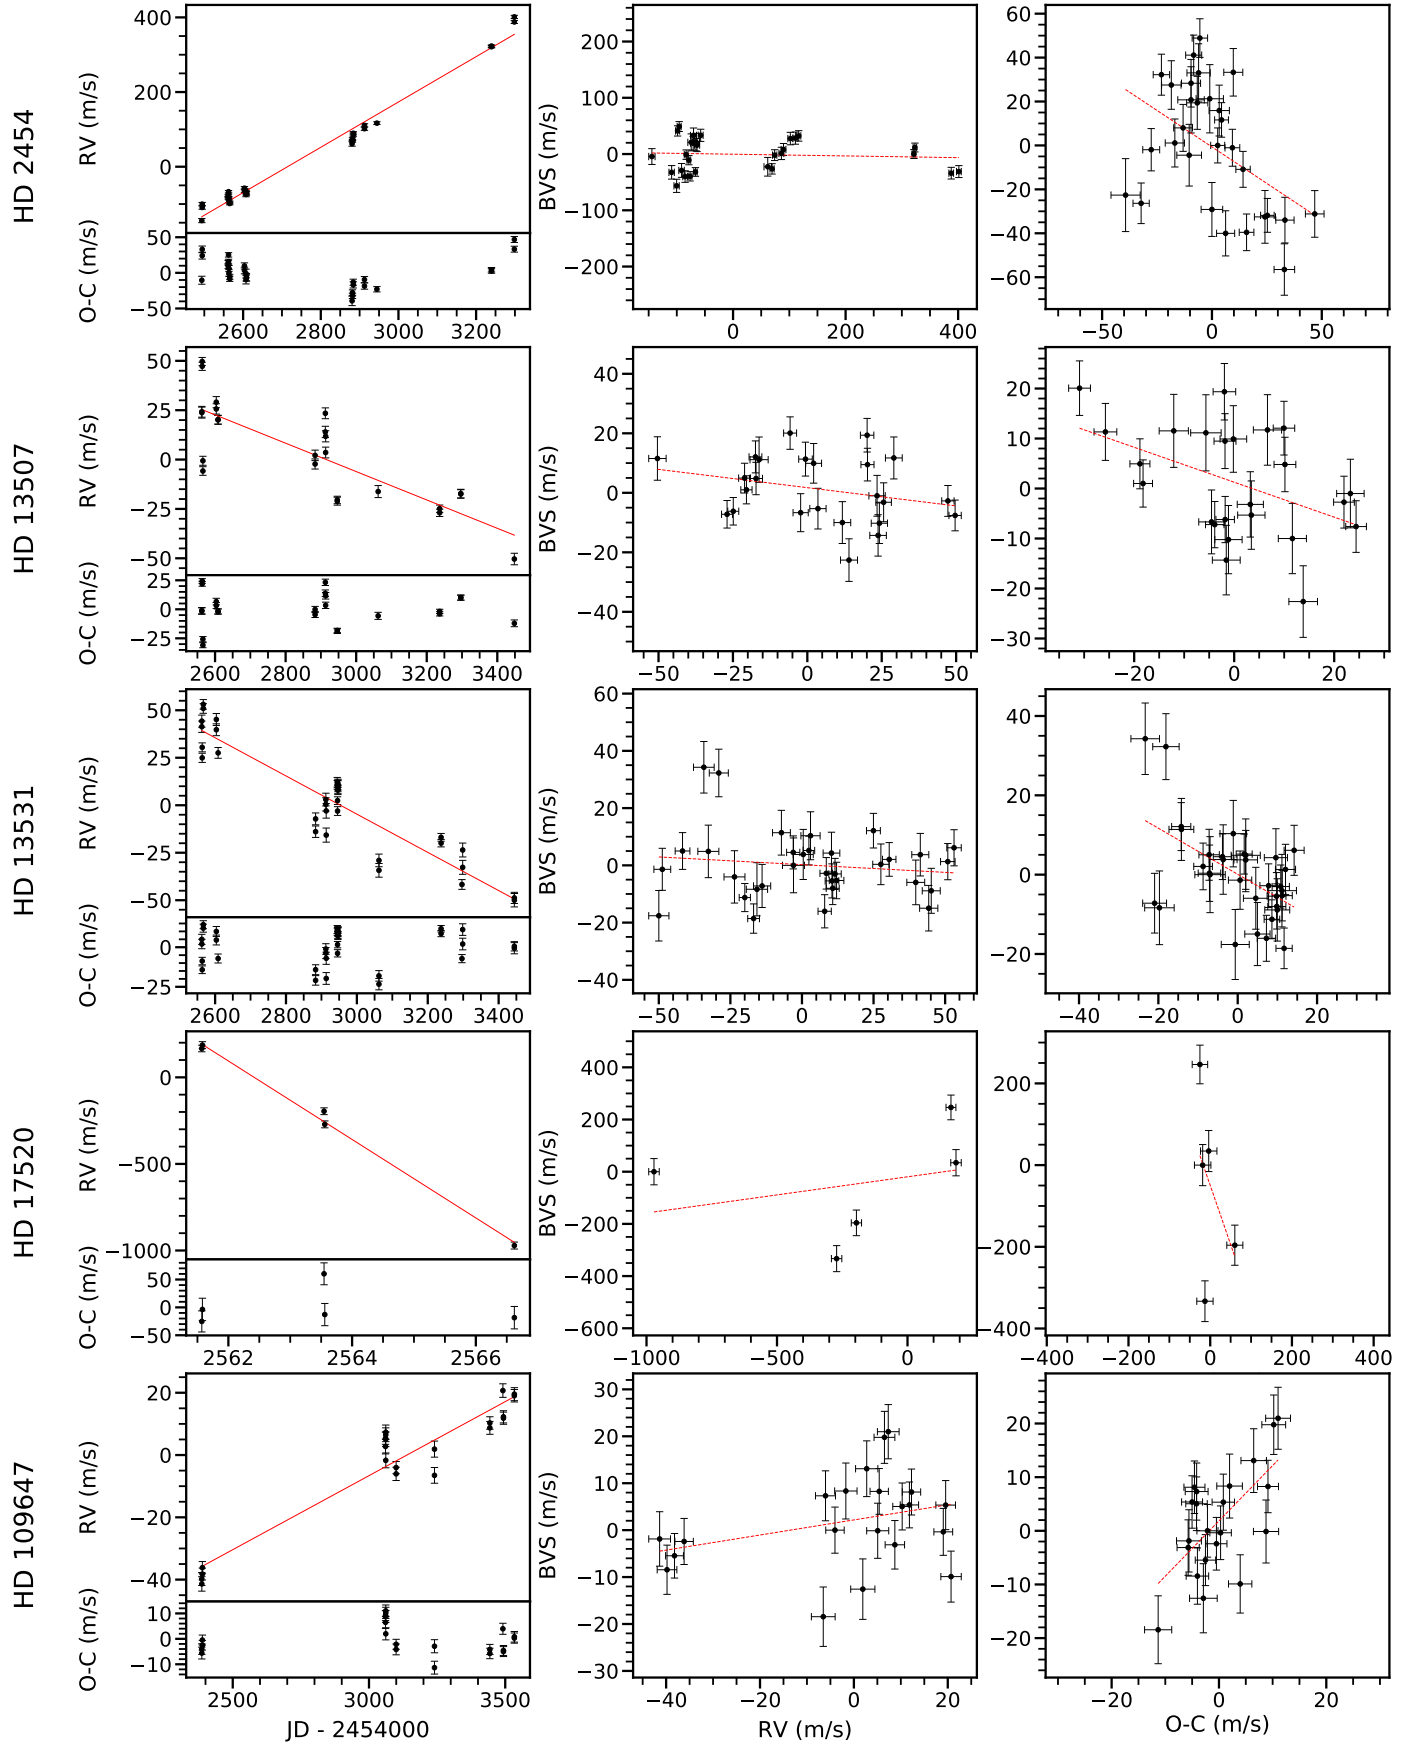 HD 2454
RV (m/s)
400
200
0
O-C (m/s)
50
0
−50
2600 2800 3000 3200
BVS (m/s)
200
100
0
−100
−200
0 200 400
60
40
20
0
−20
−40
−60
−50 0 50
HD 13507
RV (m/s)
50
25
0
−25
−50
O-C (m/s)
25
0
−25
2600 2800 3000 3200 3400
BVS (m/s)
40
20
0
−20
−40
−50 −25 0 25 50
20
10
0
−10
−20
−30
−20 0 20
HD 13531
RV (m/s)
50
25
0
−25
−50
O-C (m/s)
0
−25
2600 2800 3000 3200 3400
BVS (m/s)
60
40
20
0
−20
−40
−50 −25 0 25 50
40
20
0
−20
−40 −20 0 20
HD 17520
RV (m/s)
0
−500
−1000
O-C (m/s)
50
0
−50
2562 2564 2566
BVS (m/s)
400
200
0
−200
−400
−600
−1000 −500 0
200
0
−200
−400
−400 −200 0 200 400
HD 109647
RV (m/s)
20
0
−20
−40
O-C (m/s)
10
0
−10
2500 3000 3500
JD - 2454000
BVS (m/s)
30
20
10
0
−10
−20
−30
−40 −20 0 20
RV (m/s)
20
10
0
−10
−20
−20 0 20
O-C (m/s)